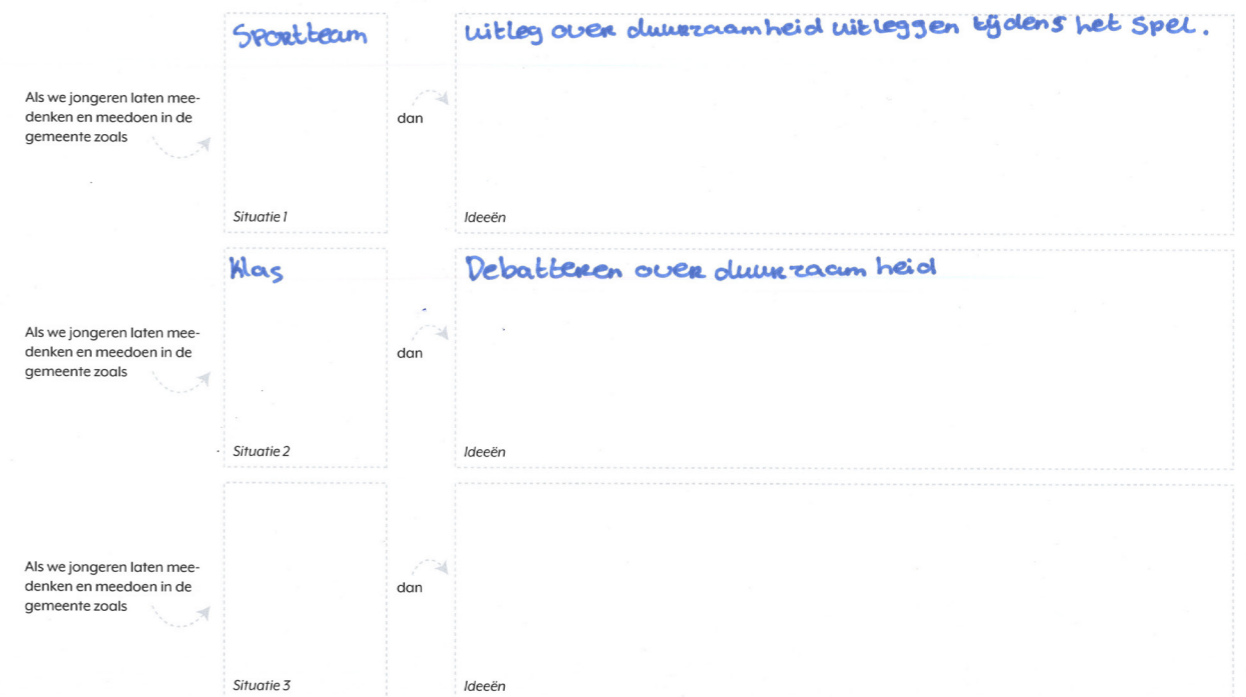 Sportteam
uitleg over duurzaamheid uitleggen tijdens het Spel.
Als we jongeren laten mee-
denken en meedoen in de
gemeente zoals
dan
Situatie 1
Ideeën
Klas
Debatteren over duurzaamheid
Als we jongeren laten mee-
denken en meedoen in de
gemeente zoals
dan
Situatie 2
Ideeën
Als we jongeren laten mee-
denken en meedoen in de
gemeente zoals
dan
Situatie 3
Ideeën